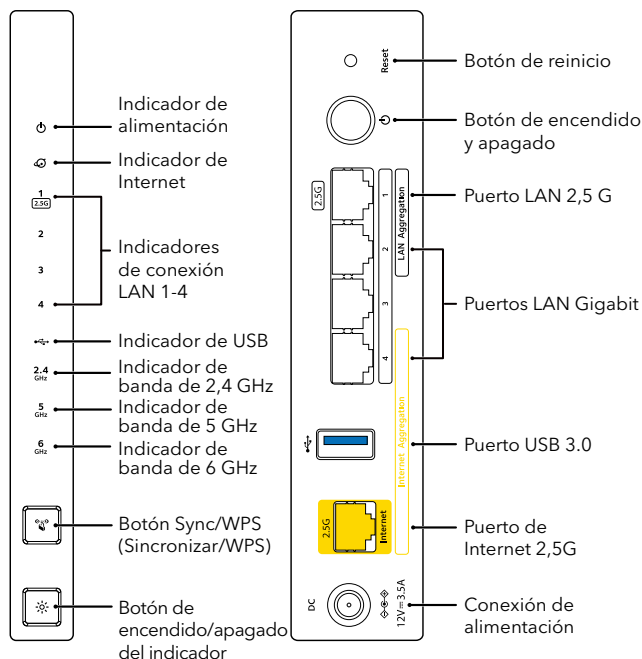 Indicador de
alimentación
Indicador de
Internet
1
2.5G
2
3
4
Indicadores
de conexión
LAN 1-4
Indicador de USB
2.4
GHz
Indicador de
banda de 2,4 GHz
5
GHz
Indicador de
banda de 5 GHz
6
GHz
Indicador de
banda de 6 GHz
Botón Sync/WPS
(Sincronizar/WPS)
Botón de
encendido/apagado
del indicador
Reset
Botón de reinicio
Botón de encendido
y apagado
2.5G
1
2
3
4
LAN Aggregation
Puerto LAN 2,5 G
Puertos LAN Gigabit
Internet Aggregation
Puerto USB 3.0
2.5G
Internet
Puerto de
Internet 2,5G
DC
12V⎓3.5A
Conexión de
alimentación